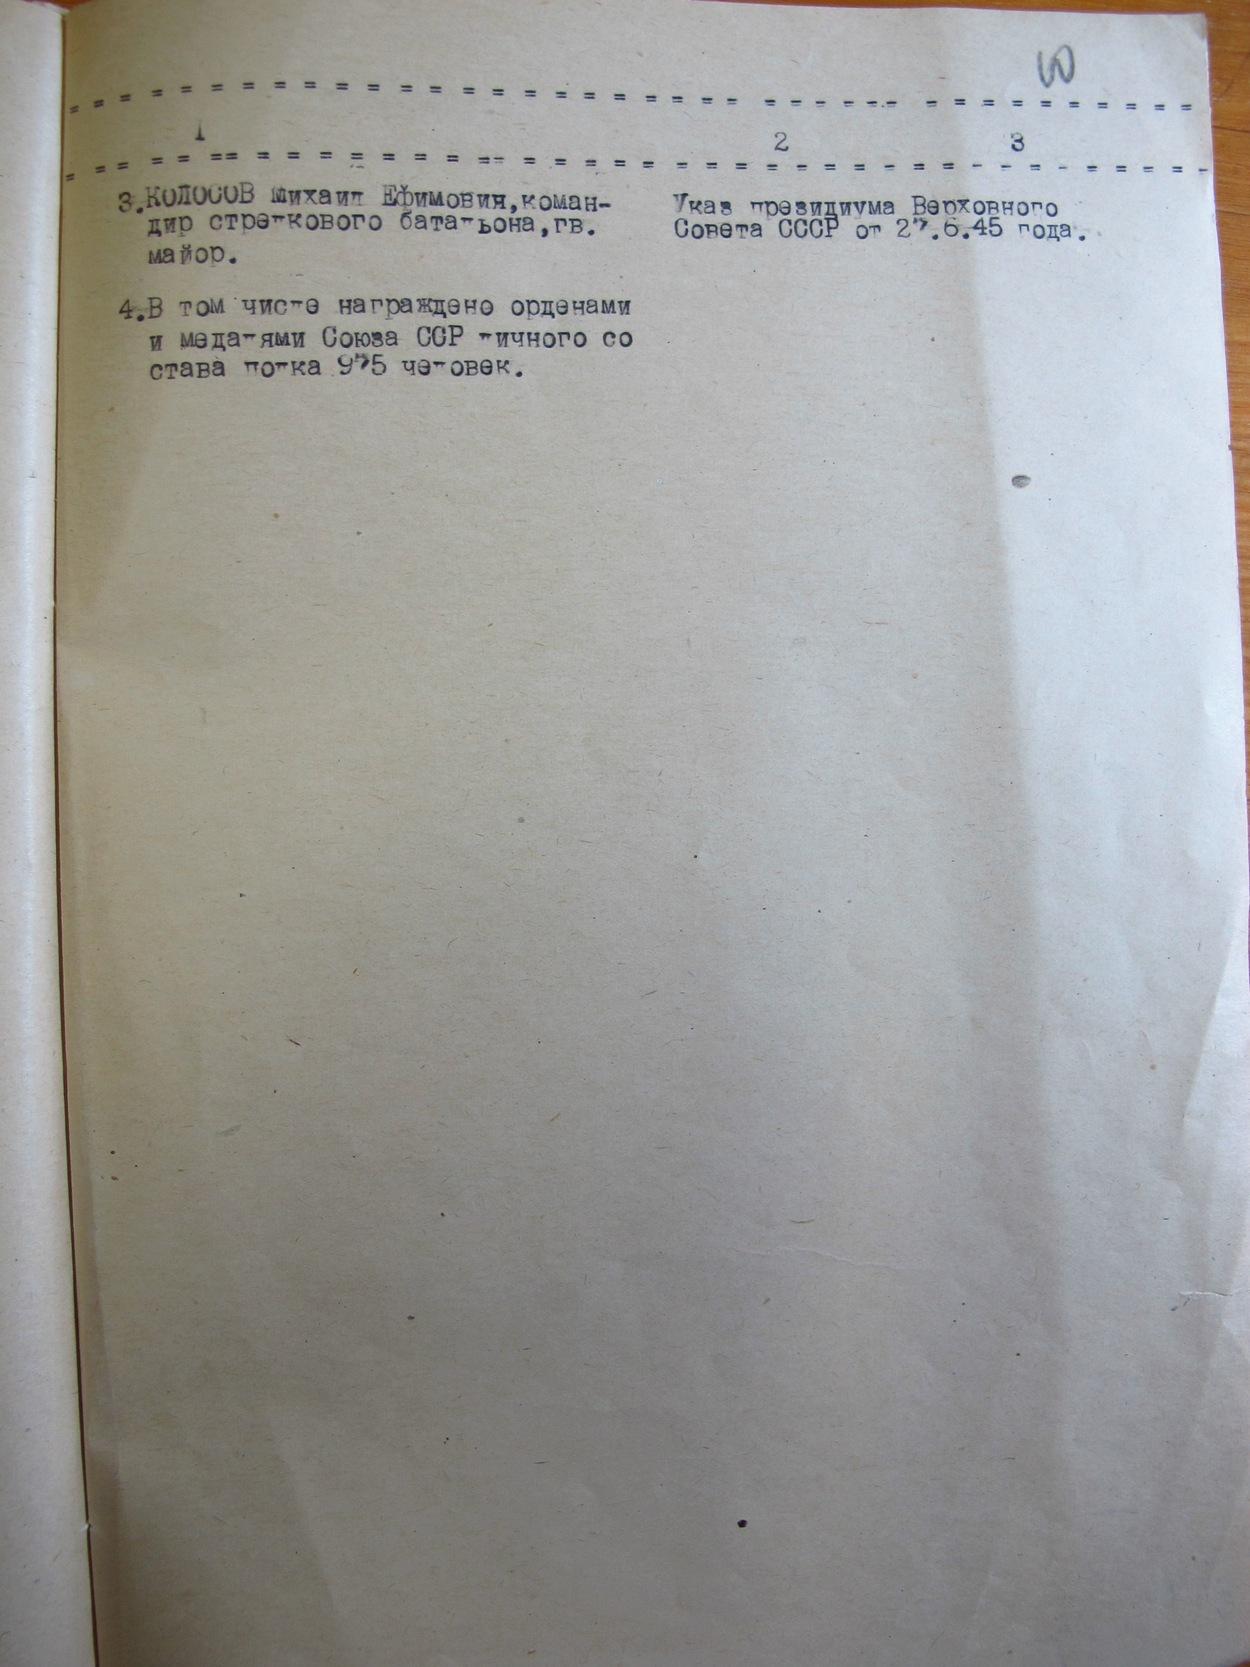 1 2 3
3.КОЛОСОВ Михаил Ефимович,коман- Указ президиума Верховного
дир стрелкового батальона,гв. Совета СССР от 27.6.45 года.
майор.
4.В том числе награждено орденами
и медалями Союза ССР личного со
става полка 975 человек.